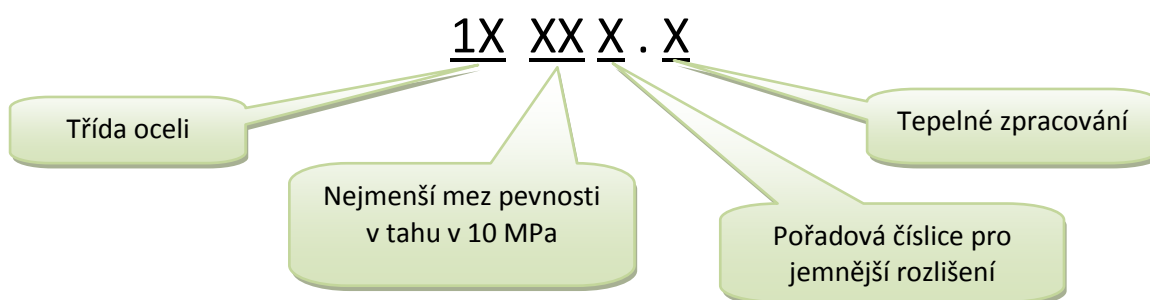 1X XX X . X
Třída oceli
Tepelné zpracování
Nejmenší mez pevnosti
v tahu v 10 MPa
Pořadová číslice pro
jemnější rozlišení